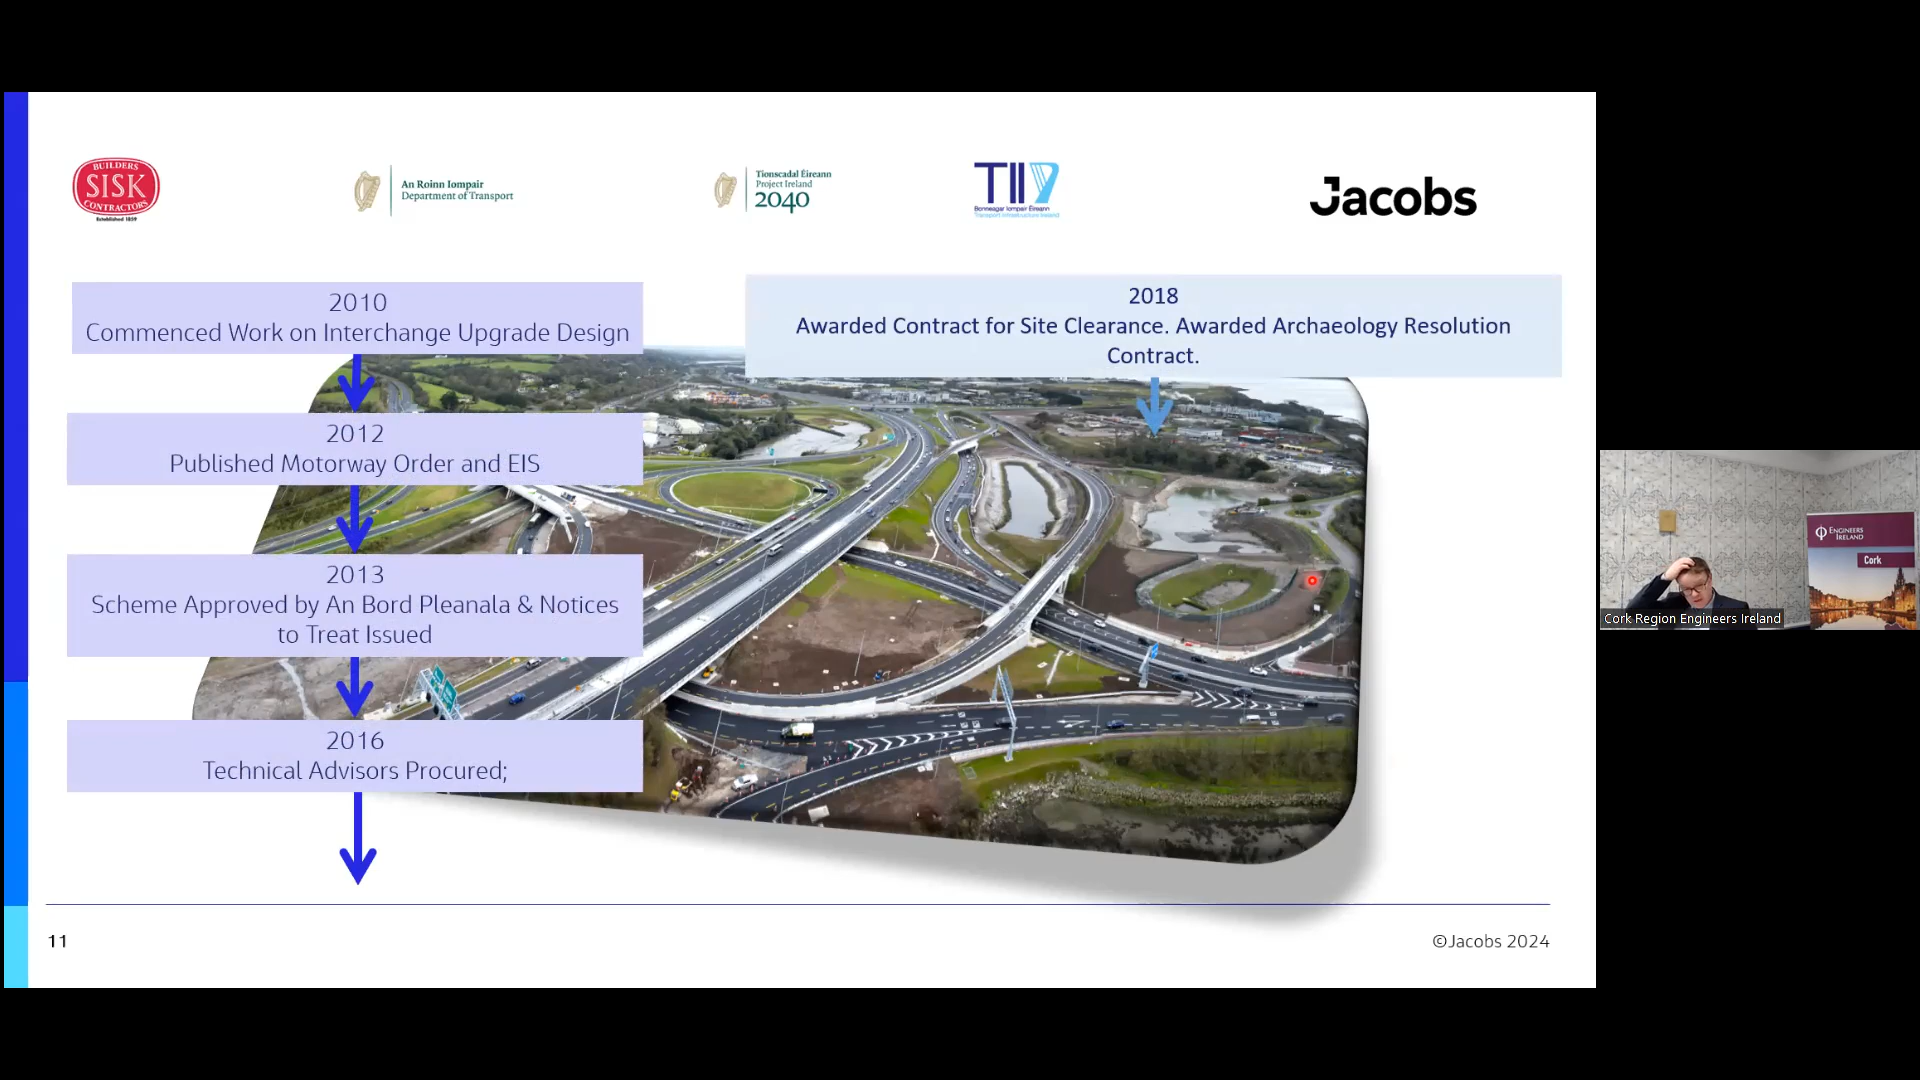 BUILDERS
SISK
CONTRACTORS
Established 1859
An Roinn Iompair
Department of Transport
Tionscadal Éireann
Project Ireland
2040
TII
Bonneagar Iompair Éireann
Transport Infrastructure Ireland
Jacobs
2010
Commenced Work on Interchange Upgrade Design
2012
Published Motorway Order and EIS
2013
Scheme Approved by An Bord Pleanala & Notices
to Treat Issued
2016
Technical Advisors Procured;
2018
Awarded Contract for Site Clearance. Awarded Archaeology Resolution
Contract.
11
©Jacobs 2024
ENGINEERS
IRELAND
Cork
Cork Region Engineers Ireland